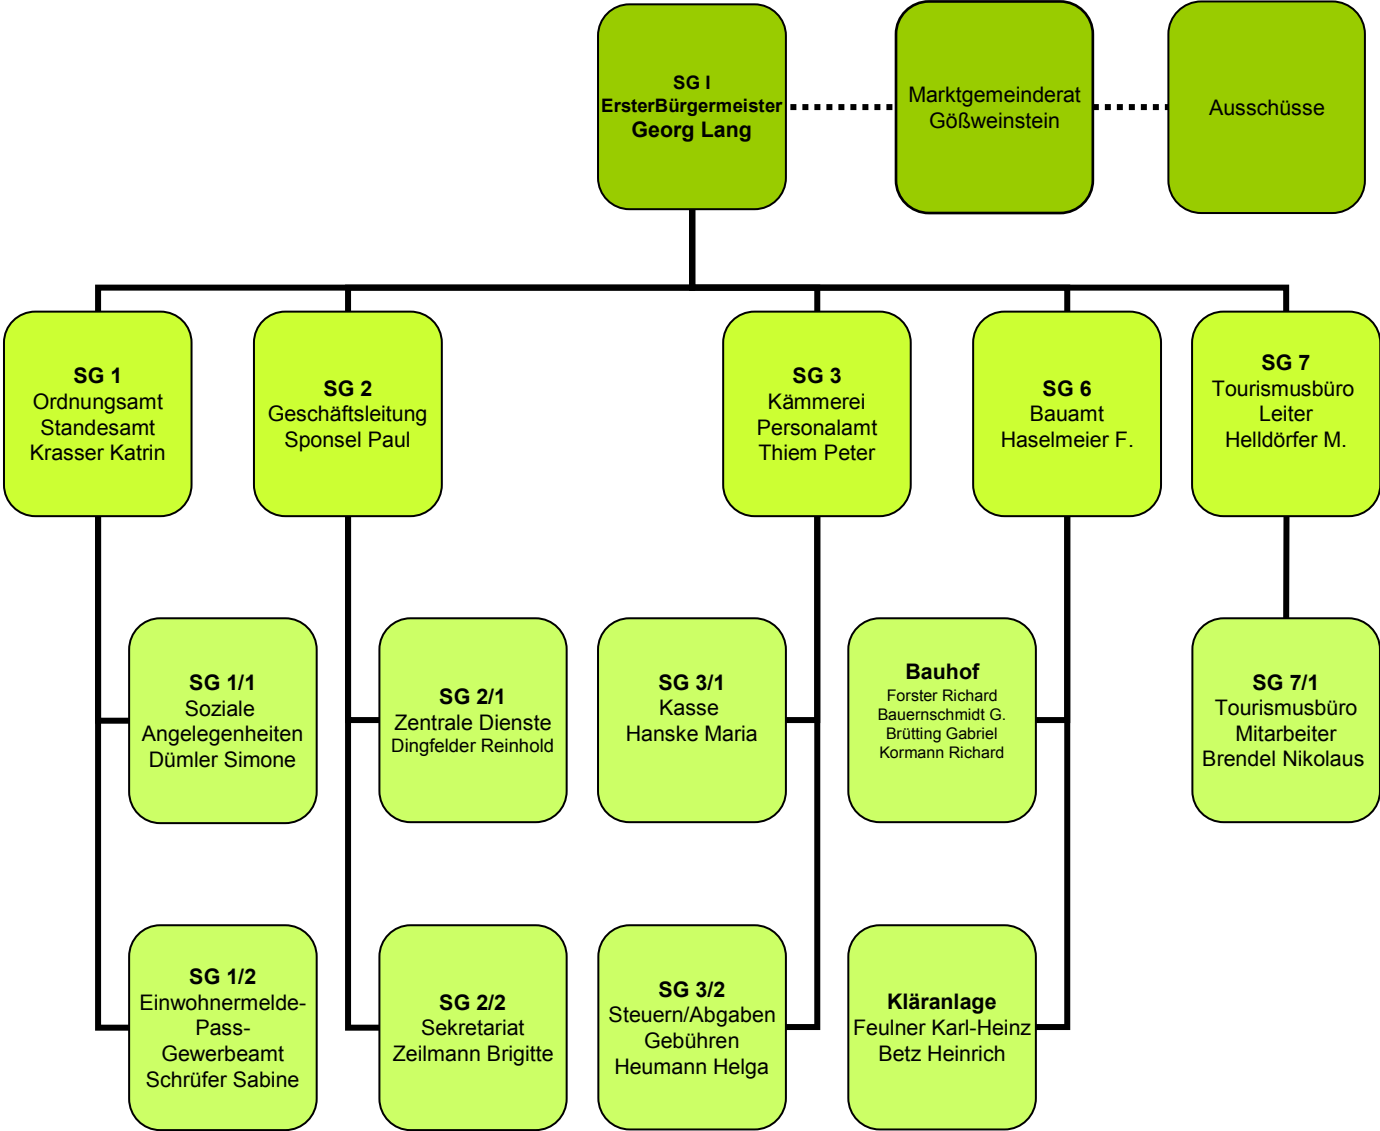 SG I
ErsterBürgermeister
Georg Lang
Marktgemeinderat
Gößweinstein
Ausschüsse
SG 1
Ordnungsamt
Standesamt
Krasser Katrin
SG 2
Geschäftsleitung
Sponsel Paul
SG 3
Kämmerei
Personalamt
Thiem Peter
SG 6
Bauamt
Haselmeier F.
SG 7
Tourismusbüro
Leiter
Helldörfer M.
SG 1/1
Soziale
Angelegenheiten
Dümler Simone
SG 2/1
Zentrale Dienste
Dingfelder Reinhold
SG 3/1
Kasse
Hanske Maria
Bauhof
Forster Richard
Bauernschmidt G.
Brütting Gabriel
Kormann Richard
SG 7/1
Tourismusbüro
Mitarbeiter
Brendel Nikolaus
SG 1/2
Einwohnermelde-
Pass-
Gewerbeamt
Schrüfer Sabine
SG 2/2
Sekretariat
Zeilmann Brigitte
SG 3/2
Steuern/Abgaben
Gebühren
Heumann Helga
Kläranlage
Feulner Karl-Heinz
Betz Heinrich